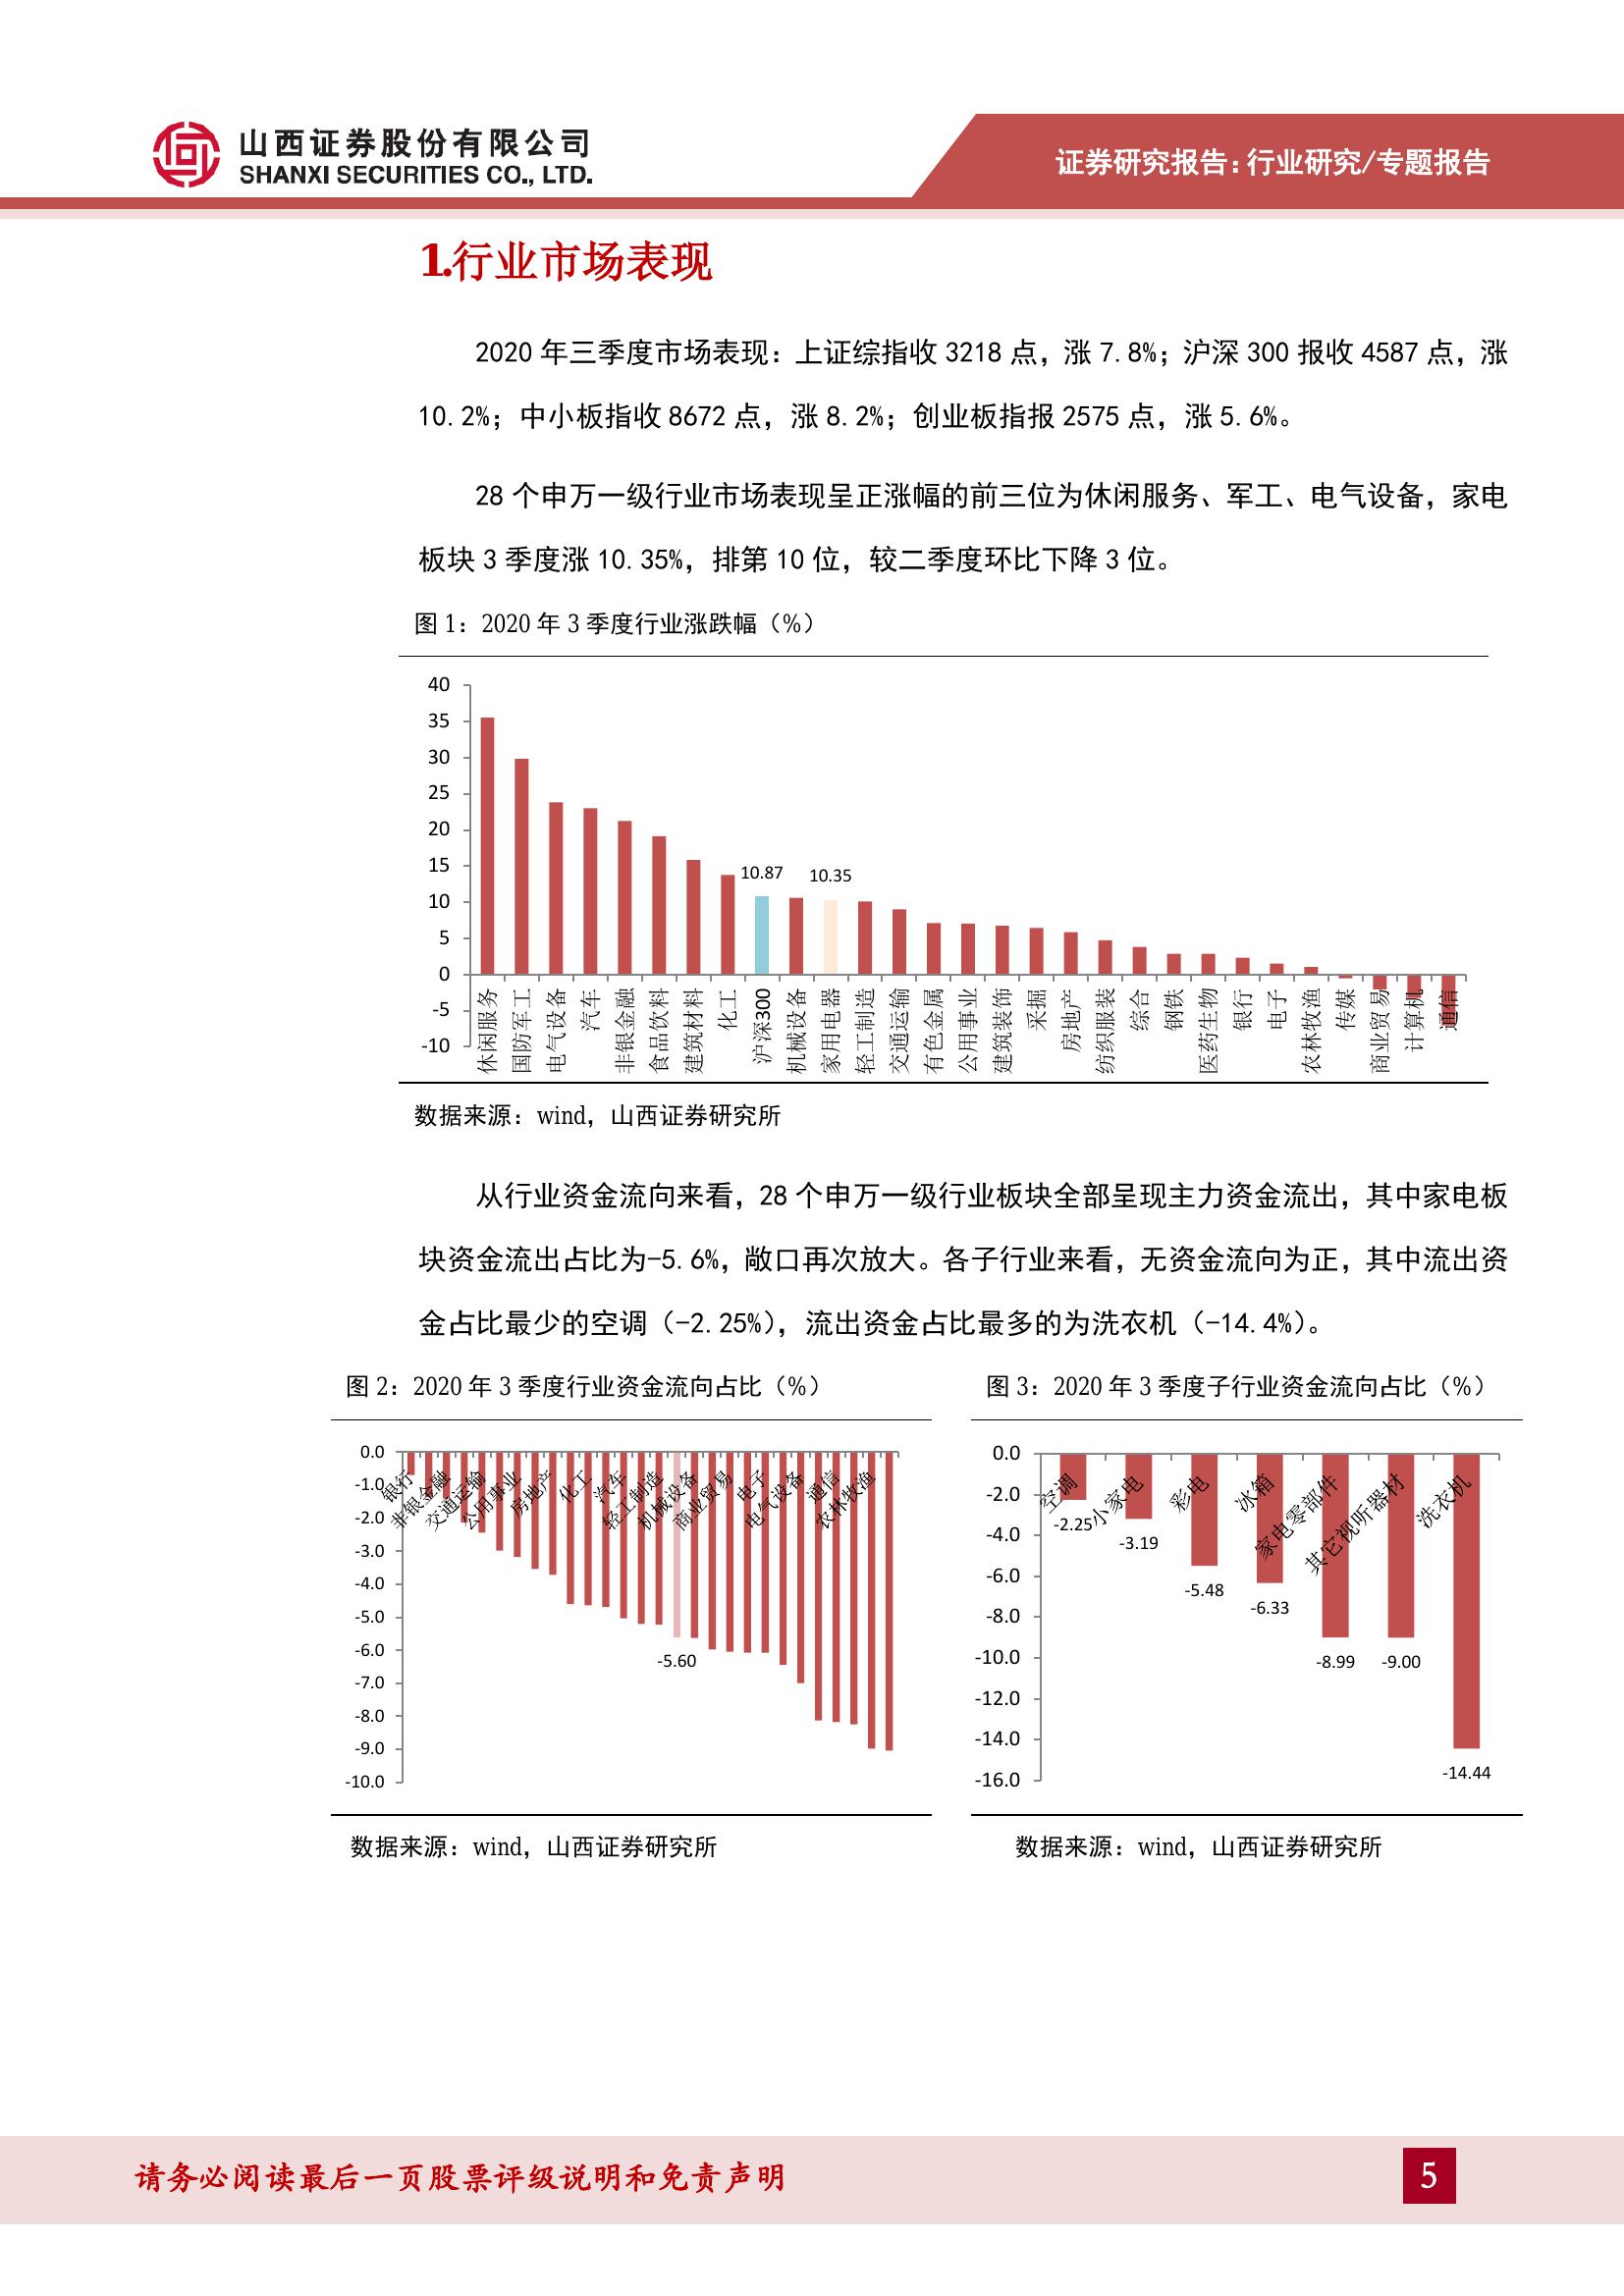 山西证券股份有限公司
SHANXI SECURITIES CO., LTD.
证券研究报告：行业研究/专题报告
1.行业市场表现
2020 年三季度市场表现：上证综指收 3218 点，涨 7.8%；沪深 300 报收 4587 点，涨
10.2%；中小板指收 8672 点，涨 8.2%；创业板指报 2575 点，涨 5.6%。
28 个申万一级行业市场表现呈正涨幅的前三位为休闲服务、军工、电气设备，家电
板块 3 季度涨 10.35%，排第 10 位，较二季度环比下降 3 位。
图 1：2020 年 3 季度行业涨跌幅（%）
40
35
30
25
20
15
10
5
0
-5
-10
10.87
10.35
休闲服务
国防军工
电气设备
汽车
非银金融
食品饮料
建筑材料
化工
沪深300
机械设备
家用电器
轻工制造
交通运输
有色金属
公用事业
建筑装饰
采掘
房地产
纺织服装
综合
钢铁
医药生物
银行
电子
农林牧渔
传媒
商业贸易
计算机
通信
数据来源：wind，山西证券研究所
从行业资金流向来看，28 个申万一级行业板块全部呈现主力资金流出，其中家电板
块资金流出占比为-5.6%，敞口再次放大。各子行业来看，无资金流向为正，其中流出资
金占比最少的空调（-2.25%），流出资金占比最多的为洗衣机（-14.4%）。
图 2：2020 年 3 季度行业资金流向占比（%）
0.0
-1.0
-2.0
-3.0
-4.0
-5.0
-6.0
-7.0
-8.0
-9.0
-10.0
银行
非银金融
交通运输
公用事业
房地产
化工
汽车
轻工制造
机械设备
商业贸易
电子
电气设备
通信
农林牧渔
-5.60
数据来源：wind，山西证券研究所
图 3：2020 年 3 季度子行业资金流向占比（%）
0.0
-2.0
-4.0
-6.0
-8.0
-10.0
-12.0
-14.0
-16.0
空调
小家电
彩电
冰箱
家电零部件
其它视听器材
洗衣机
-2.25
-3.19
-5.48
-6.33
-8.99
-9.00
-14.44
数据来源：wind，山西证券研究所
请务必阅读最后一页股票评级说明和免责声明
5